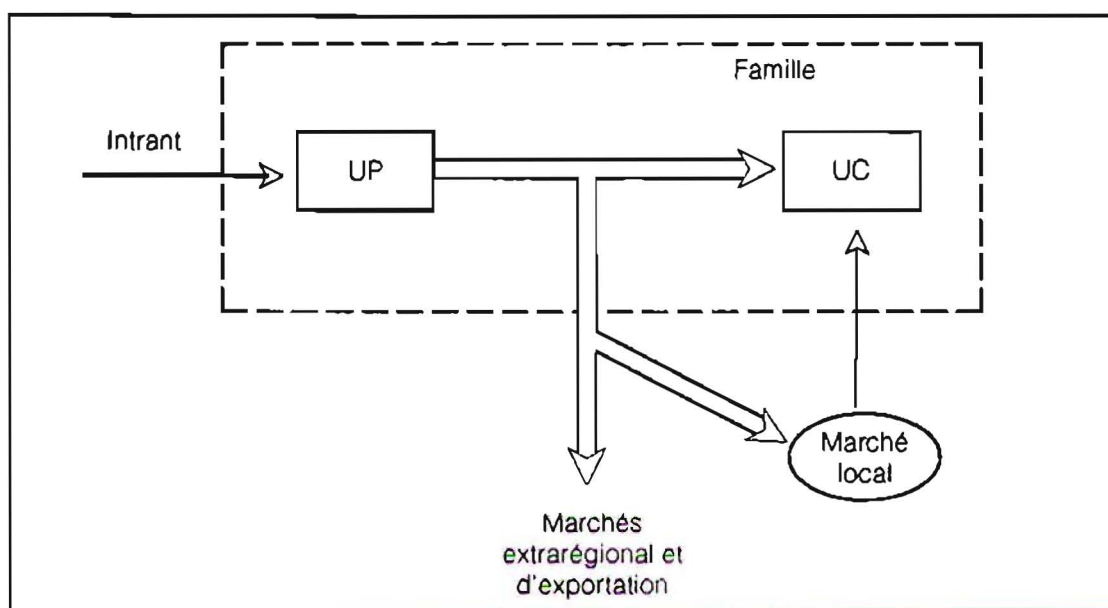 Famille
Intrant
UP
UC
Marché
local
Marchés
extrarégional et
d'exportation